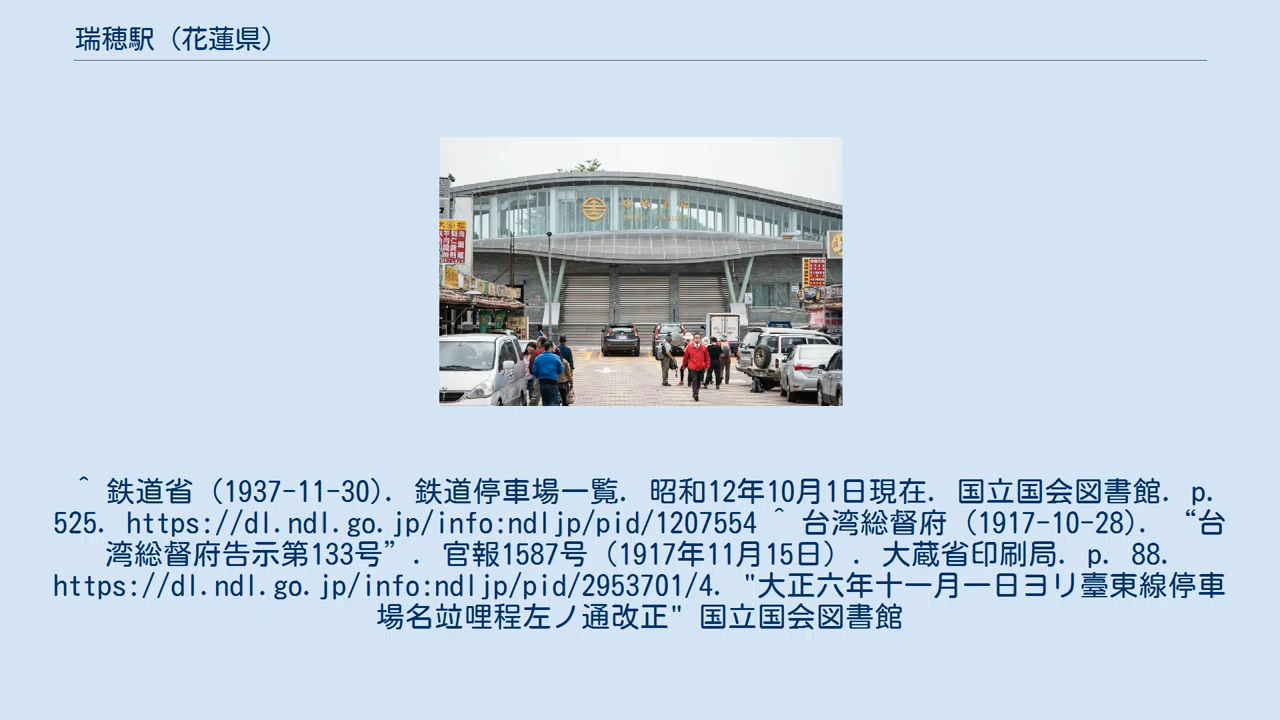 瑞穂駅（花蓮県）
^ 鉄道省 (1937-11-30). 鉄道停車場一覧. 昭和12年10月1日現在. 国立国会図書館. p.
525. https://dl.ndl.go.jp/info:ndljp/pid/1207554 ^ 台湾総督府 (1917-10-28). “台
湾総督府告示第133号”. 官報1587号（1917年11月15日）. 大蔵省印刷局. p. 88.
https://dl.ndl.go.jp/info:ndljp/pid/2953701/4. "大正六年十一月一日ヨリ臺東線停車
場名竝哩程左ノ通改正" 国立国会図書館